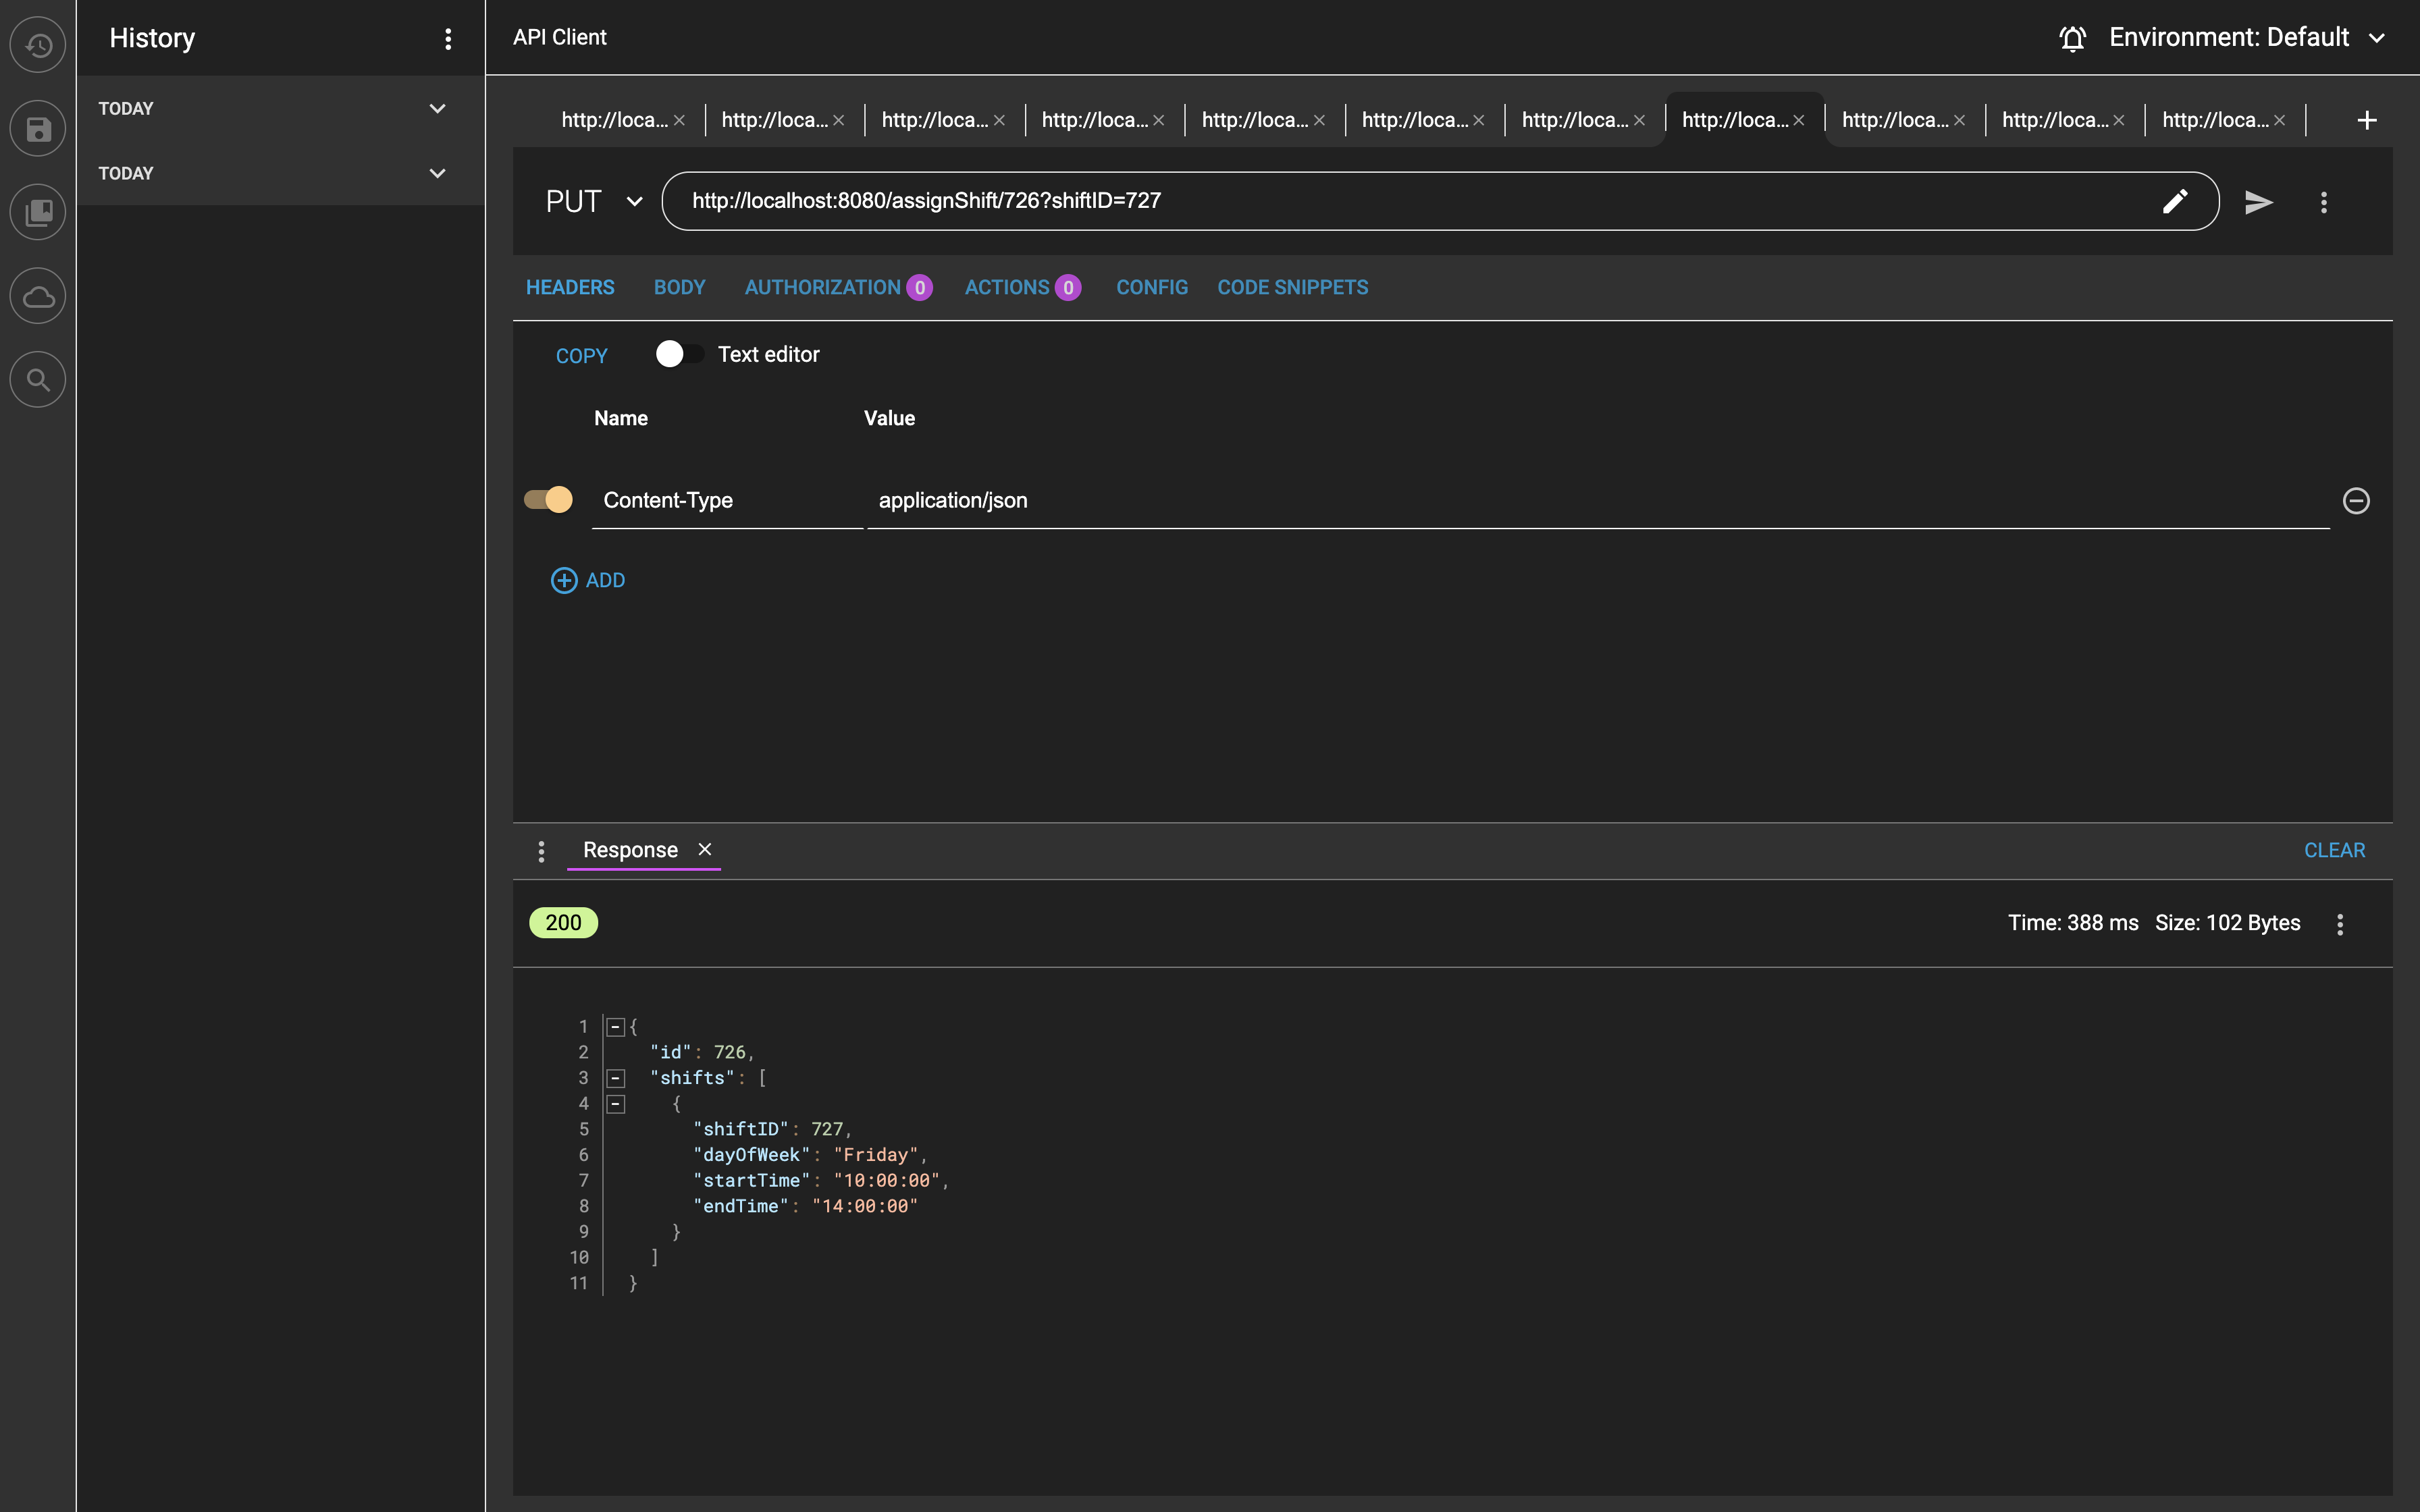 History
TODAY
TODAY
API Client
Environment: Default
http://loca...
http://loca...
http://loca...
http://loca...
http://loca...
http://loca...
http://loca...
http://loca...
http://loca...
http://loca...
http://loca...
PUT
http://localhost:8080/assignShift/726?shiftID=727
HEADERS BODY AUTHORIZATION 0 ACTIONS 0 CONFIG CODE SNIPPETS
COPY Text editor
Name Value
Content-Type application/json
ADD
Response CLEAR
200 Time: 388 ms Size: 102 Bytes
1 {
2 "id": 726,
3 "shifts": [
4 {
5 "shiftID": 727,
6 "dayOfWeek": "Friday",
7 "startTime": "10:00:00",
8 "endTime": "14:00:00"
9 }
10 ]
11 }